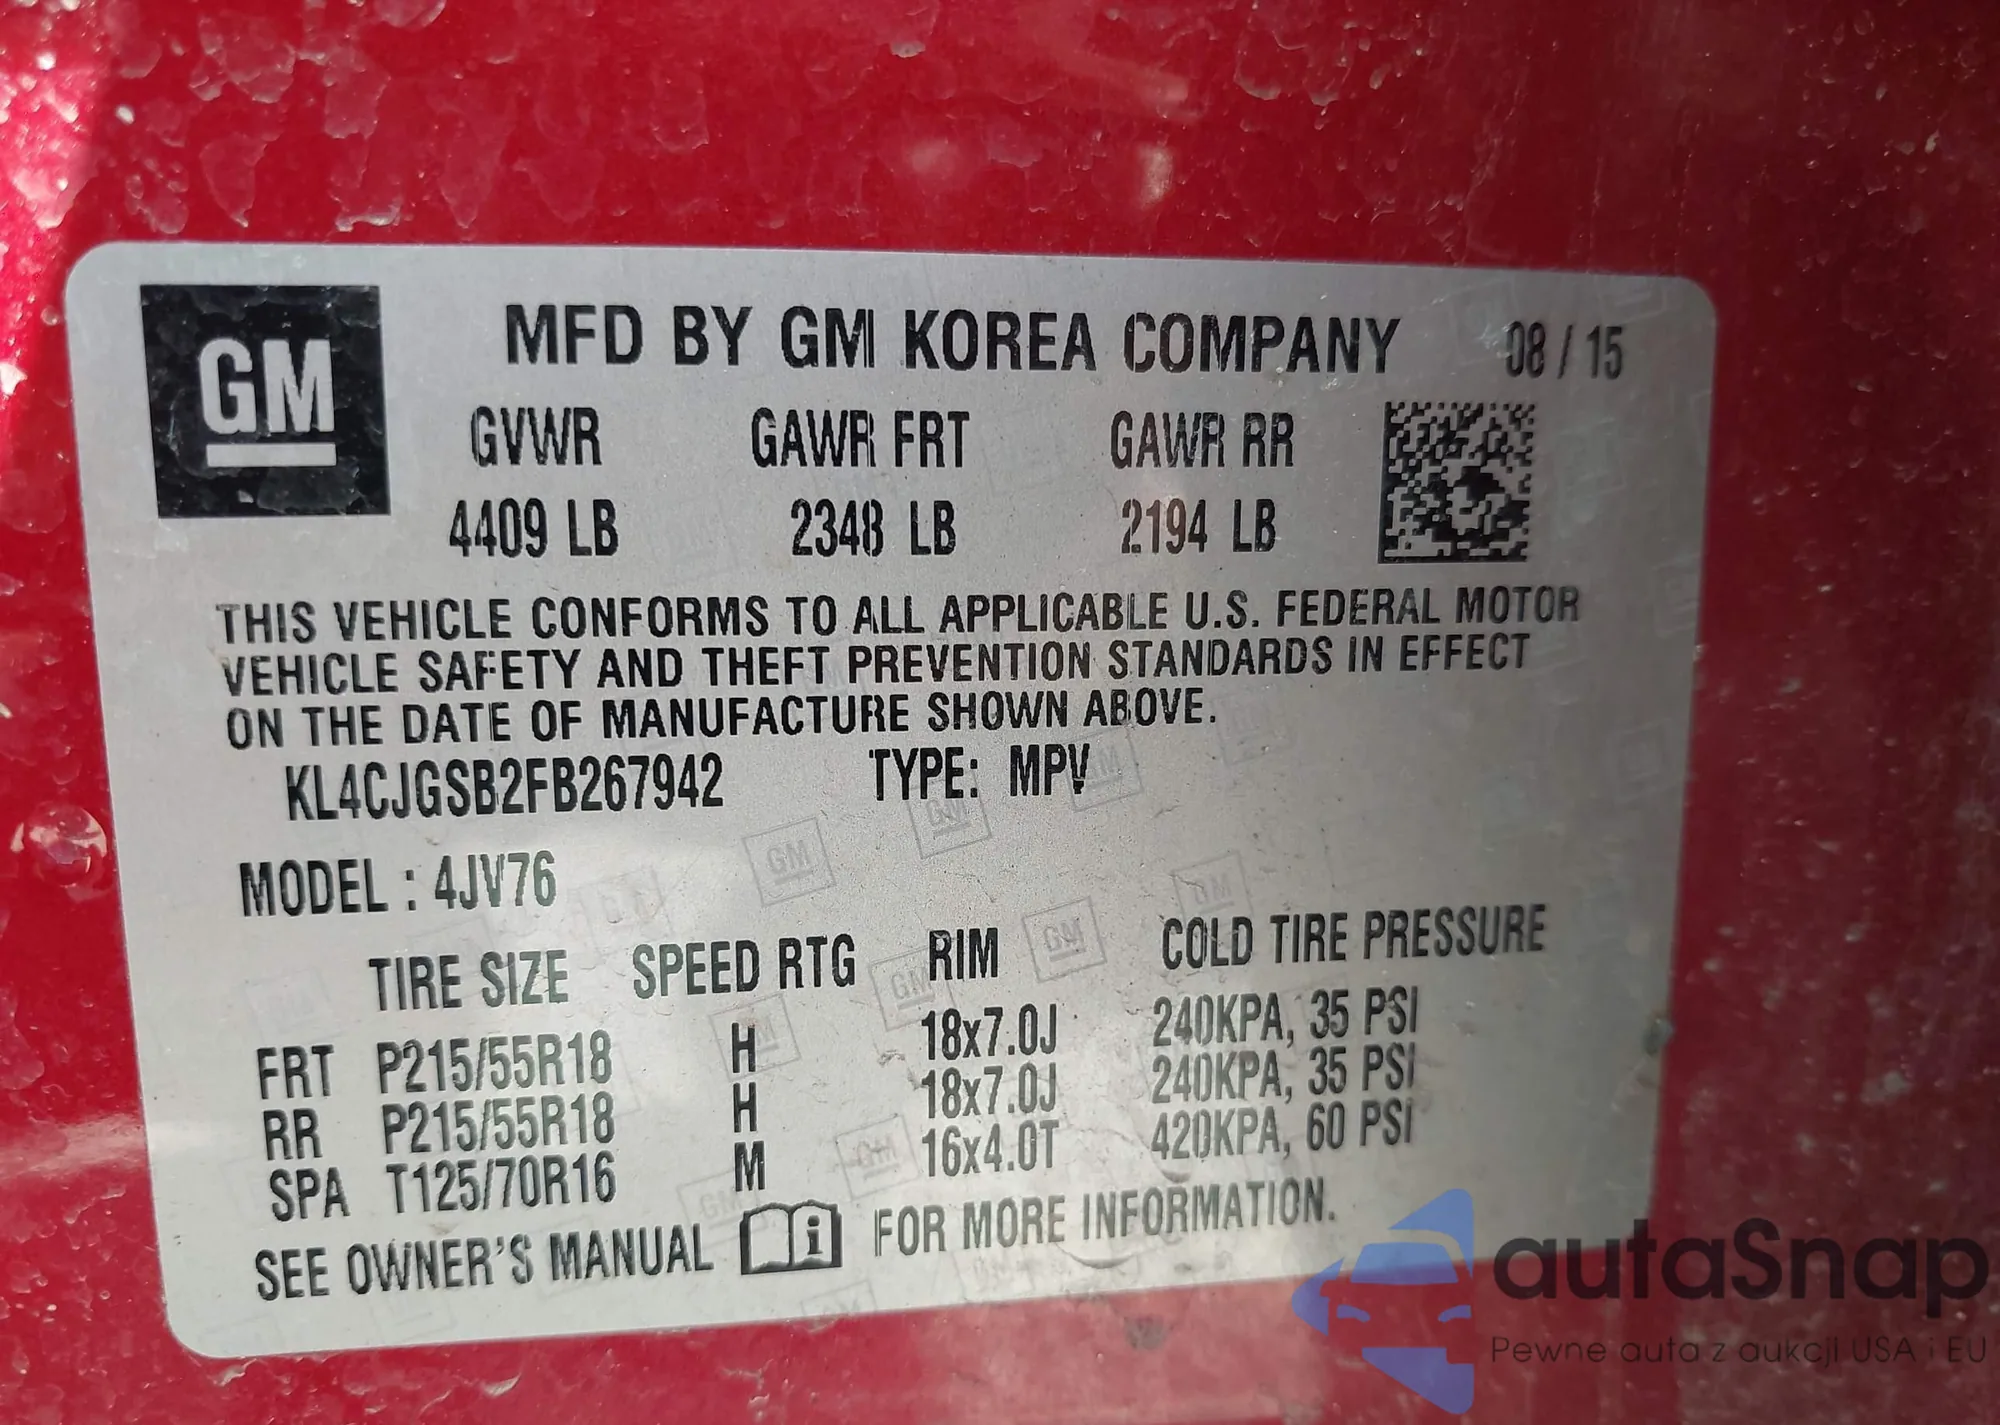 GM MFD BY GM KOREA COMPANY 08 / 15
GVWR GAWR FRT GAWR RR
4409 LB 2348 LB 2194 LB
THIS VEHICLE CONFORMS TO ALL APPLICABLE U.S. FEDERAL MOTOR
VEHICLE SAFETY AND THEFT PREVENTION STANDARDS IN EFFECT
ON THE DATE OF MANUFACTURE SHOWN ABOVE.
KL4CJGSB2FB267942 TYPE: MPV
MODEL : 4JV76
TIRE SIZE SPEED RTG RIM COLD TIRE PRESSURE
FRT P215/55R18 H 18x7.0J 240KPA, 35 PSI
RR P215/55R18 H 18x7.0J 240KPA, 35 PSI
SPA T125/70R16 M 16x4.0T 420KPA, 60 PSI
SEE OWNER'S MANUAL i FOR MORE INFORMATION.
autaSnap
Pewne auta z aukcji USA i EU